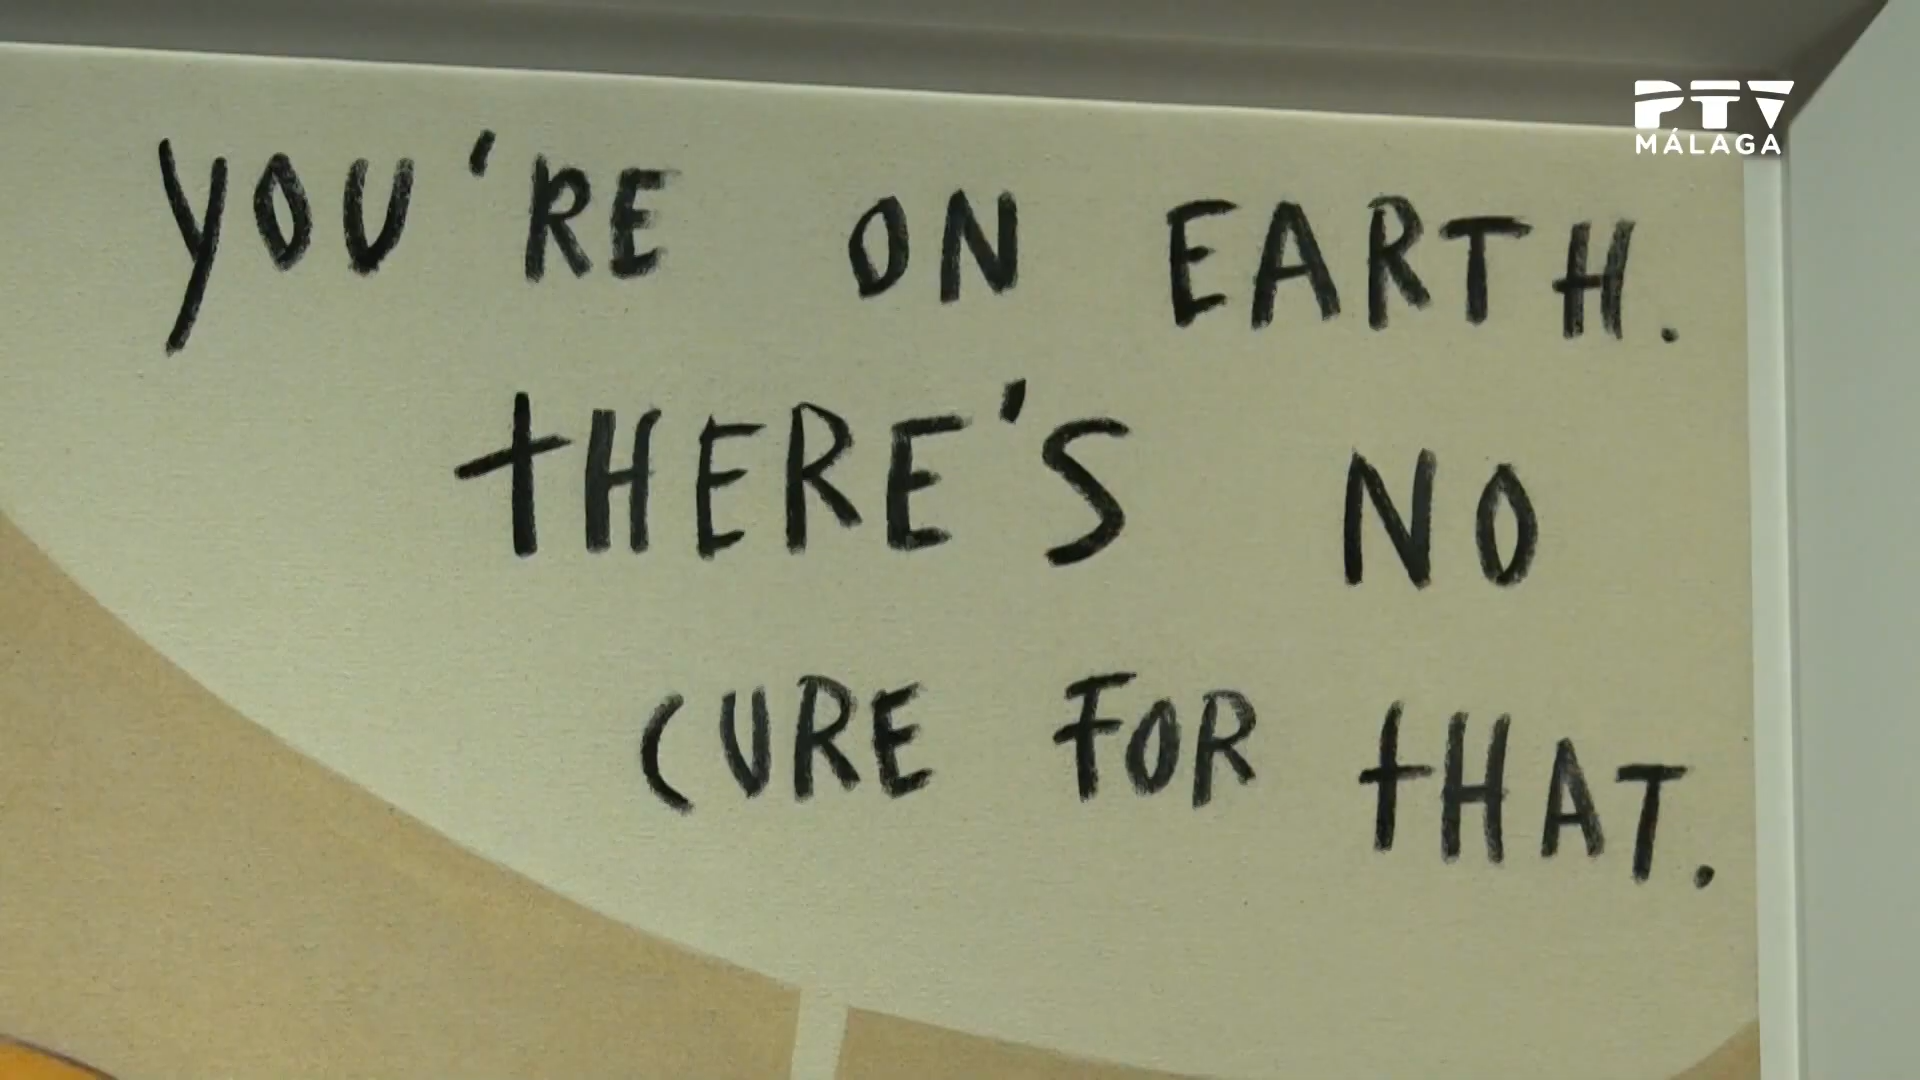 PTV
MÁLAGA
YOU'RE ON EARTH.
tHERE'S NO
CURE FOR tHAT.